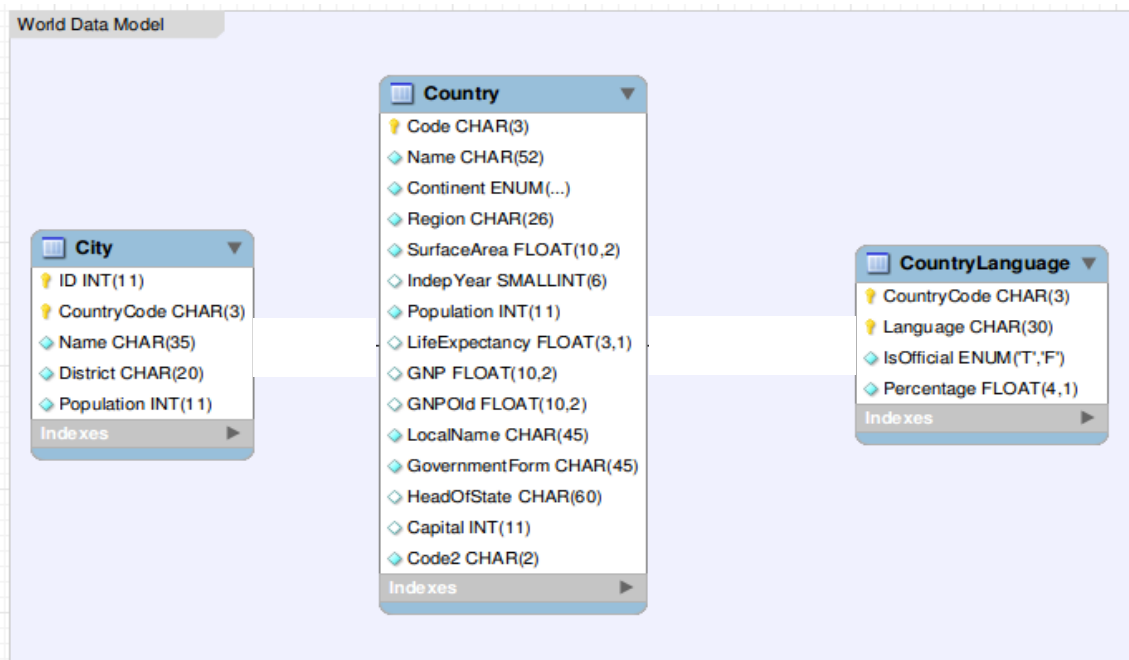 World Data Model
City
ID INT(11)
CountryCode CHAR(3)
Name CHAR(35)
District CHAR(20)
Population INT(11)
Indexes
Country
Code CHAR(3)
Name CHAR(52)
Continent ENUM(...)
Region CHAR(26)
SurfaceArea FLOAT(10,2)
IndepYear SMALLINT(6)
Population INT(11)
LifeExpectancy FLOAT(3,1)
GNP FLOAT(10,2)
GNPOld FLOAT(10,2)
LocalName CHAR(45)
GovernmentForm CHAR(45)
HeadOfState CHAR(60)
Capital INT(11)
Code2 CHAR(2)
Indexes
CountryLanguage
CountryCode CHAR(3)
Language CHAR(30)
IsOfficial ENUM('T','F')
Percentage FLOAT(4,1)
Indexes